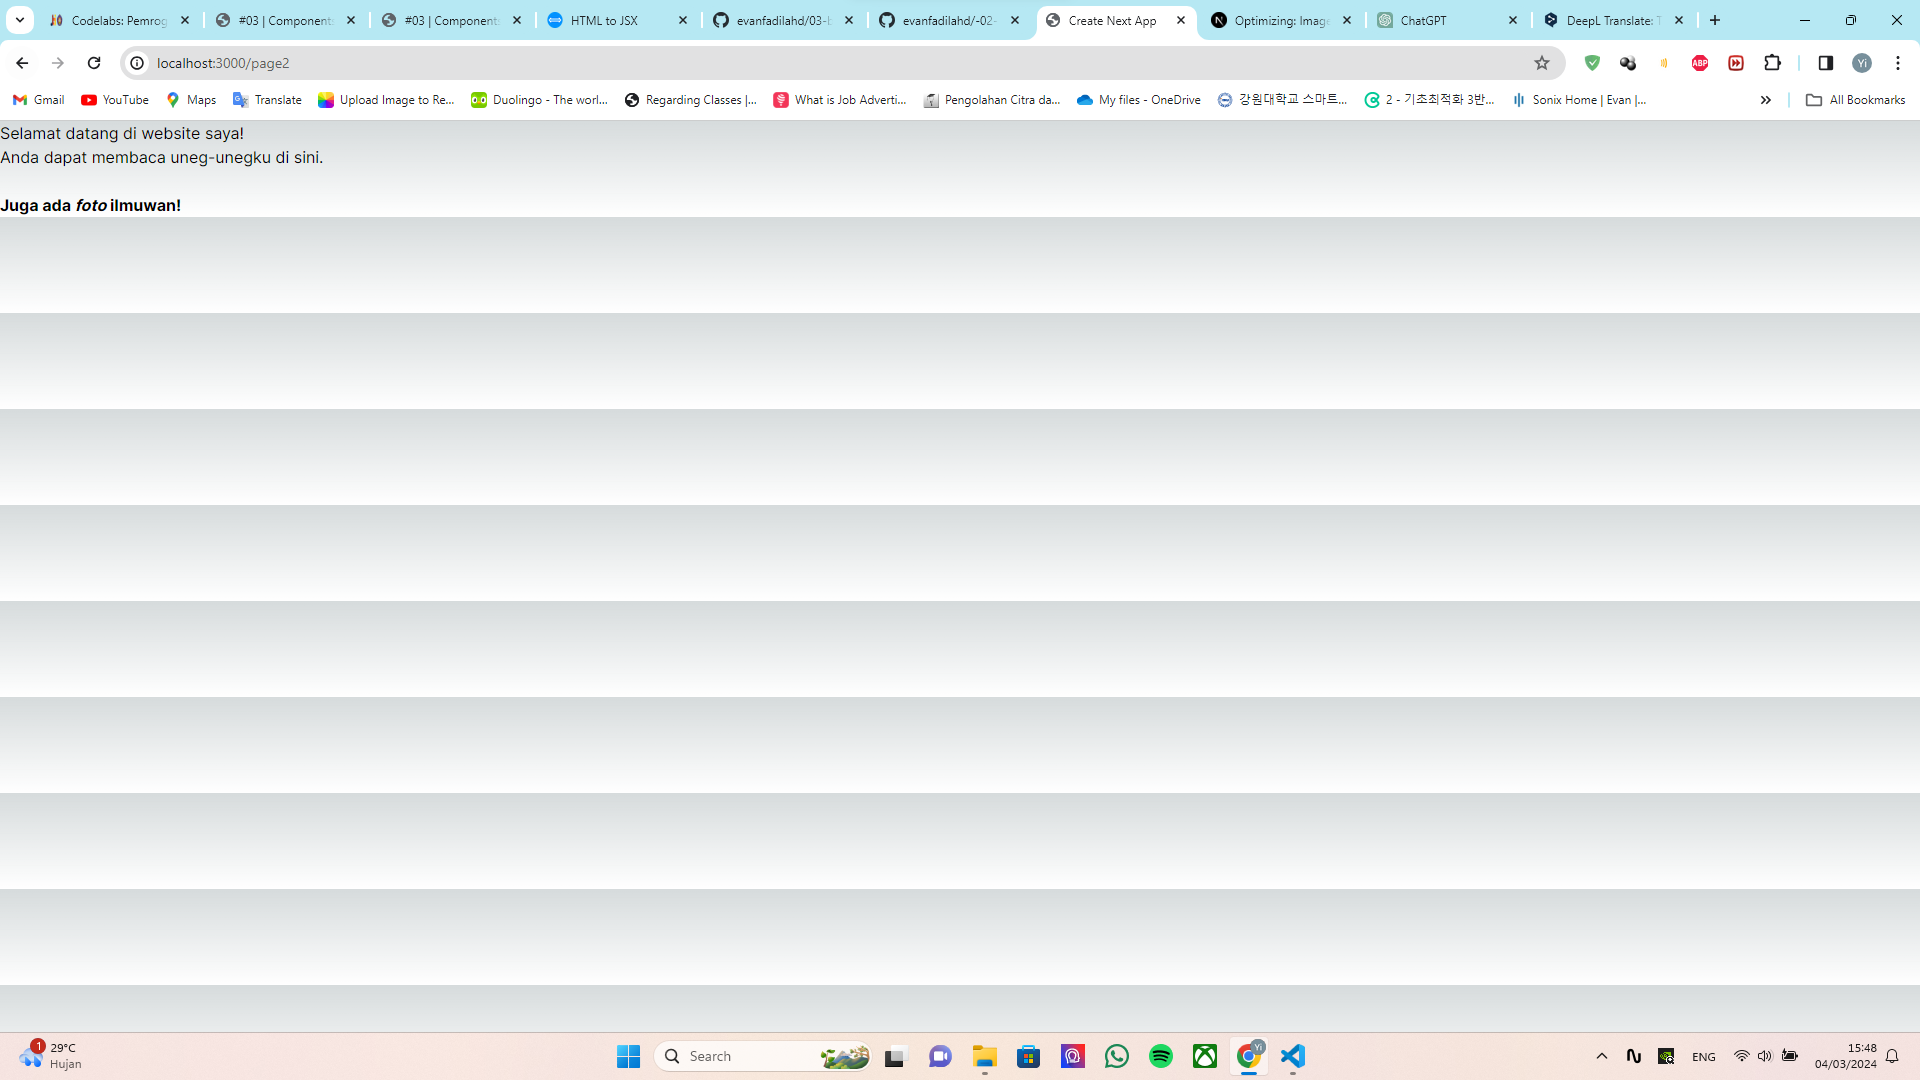 Codelabs: Pemrog
#03 | Component
#03 | Component
HTML to JSX
evanfadilahd/03-b
evanfadilahd/-02-
Create Next App
Optimizing: Image
ChatGPT
DeepL Translate: T
localhost:3000/page2
ABP
Yi
Gmail
YouTube
Maps
Translate
Upload Image to Re...
Duolingo - The worl...
Regarding Classes |...
What is Job Adverti...
Pengolahan Citra da...
My files - OneDrive
강원대학교 스마트...
2 - 기초최적화 3반...
Sonix Home | Evan |...
All Bookmarks
Selamat datang di website saya!
Anda dapat membaca uneg-unegku di sini.
Juga ada foto ilmuwan!
1
29°C
Hujan
Search
Yi
ENG
15:48
04/03/2024